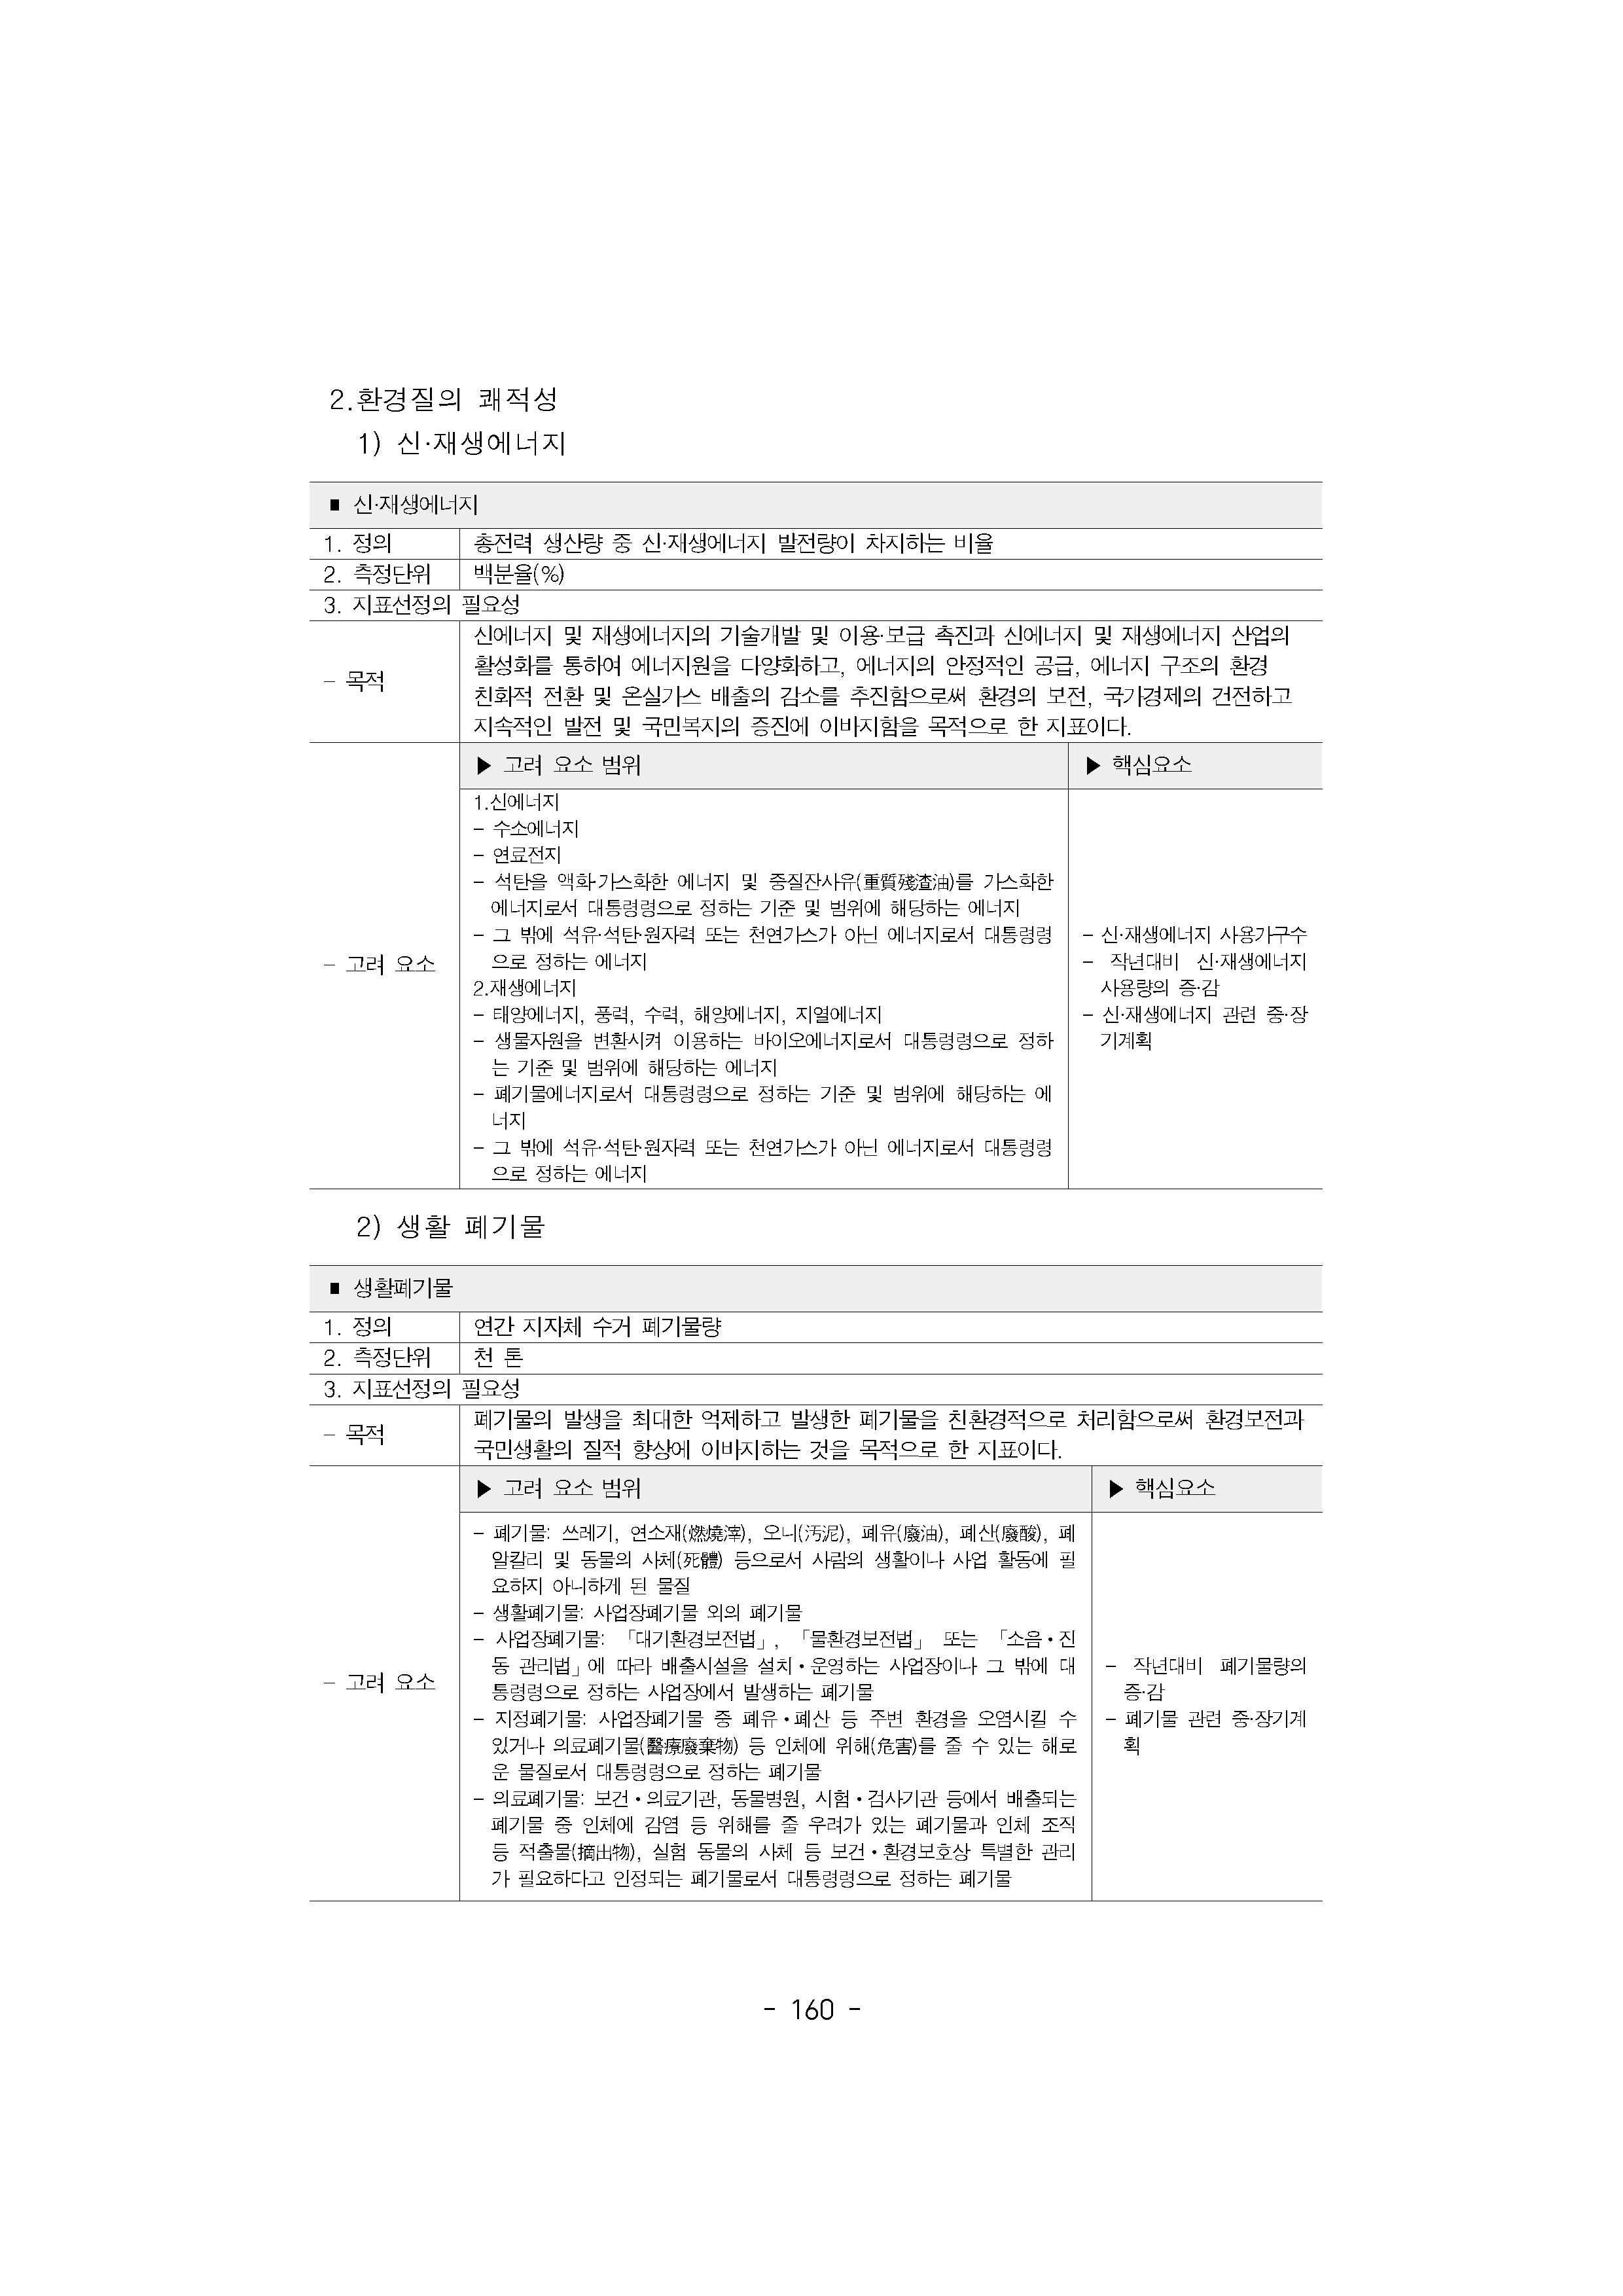 2.환경질의 쾌적성
1) 신·재생에너지
■ 신·재생에너지
1. 정의 총전력 생산량 중 신·재생에너지 발전량이 차지하는 비율
2. 측정단위 백분율(%)
3. 지표선정의 필요성
- 목적
신에너지 및 재생에너지의 기술개발 및 이용·보급 촉진과 신에너지 및 재생에너지 산업의
활성화를 통하여 에너지원을 다양화하고, 에너지의 안정적인 공급, 에너지 구조의 환경
친화적 전환 및 온실가스 배출의 감소를 추진함으로써 환경의 보전, 국가경제의 건전하고
지속적인 발전 및 국민복지의 증진에 이바지함을 목적으로 한 지표이다.
- 고려 요소
▶ 고려 요소 범위
1.신에너지
- 수소에너지
- 연료전지
- 석탄을 액화·가스화한 에너지 및 중질잔사유(重質殘渣油)를 가스화한
에너지로서 대통령령으로 정하는 기준 및 범위에 해당하는 에너지
- 그 밖에 석유·석탄·원자력 또는 천연가스가 아닌 에너지로서 대통령령
으로 정하는 에너지
2.재생에너지
- 태양에너지, 풍력, 수력, 해양에너지, 지열에너지
- 생물자원을 변환시켜 이용하는 바이오에너지로서 대통령령으로 정하
는 기준 및 범위에 해당하는 에너지
- 폐기물에너지로서 대통령령으로 정하는 기준 및 범위에 해당하는 에
너지
- 그 밖에 석유·석탄·원자력 또는 천연가스가 아닌 에너지로서 대통령령
으로 정하는 에너지
▶ 핵심요소
- 신·재생에너지 사용가구수
- 작년대비 신·재생에너지
사용량의 증·감
- 신·재생에너지 관련 중·장
기계획
2) 생활 폐기물
■ 생활폐기물
1. 정의 연간 지자체 수거 폐기물량
2. 측정단위 천 톤
3. 지표선정의 필요성
- 목적
폐기물의 발생을 최대한 억제하고 발생한 폐기물을 친환경적으로 처리함으로써 환경보전과
국민생활의 질적 향상에 이바지하는 것을 목적으로 한 지표이다.
- 고려 요소
▶ 고려 요소 범위
- 폐기물: 쓰레기, 연소재(燃燒滓), 오니(汚泥), 폐유(廢油), 폐산(廢酸), 폐
알칼리 및 동물의 사체(死體) 등으로서 사람의 생활이나 사업 활동에 필
요하지 아니하게 된 물질
- 생활폐기물: 사업장폐기물 외의 폐기물
- 사업장폐기물: 「대기환경보전법」, 「물환경보전법」 또는 「소음•진
동 관리법」에 따라 배출시설을 설치•운영하는 사업장이나 그 밖에 대
통령령으로 정하는 사업장에서 발생하는 폐기물
- 지정폐기물: 사업장폐기물 중 폐유•폐산 등 주변 환경을 오염시킬 수
있거나 의료폐기물(醫療廢棄物) 등 인체에 위해(危害)를 줄 수 있는 해로
운 물질로서 대통령령으로 정하는 폐기물
- 의료폐기물: 보건•의료기관, 동물병원, 시험•검사기관 등에서 배출되는
폐기물 중 인체에 감염 등 위해를 줄 우려가 있는 폐기물과 인체 조직
등 적출물(摘出物), 실험 동물의 사체 등 보건•환경보호상 특별한 관리
가 필요하다고 인정되는 폐기물로서 대통령령으로 정하는 폐기물
▶ 핵심요소
- 작년대비 폐기물량의
증·감
- 폐기물 관련 중·장기계
획
- 160 -